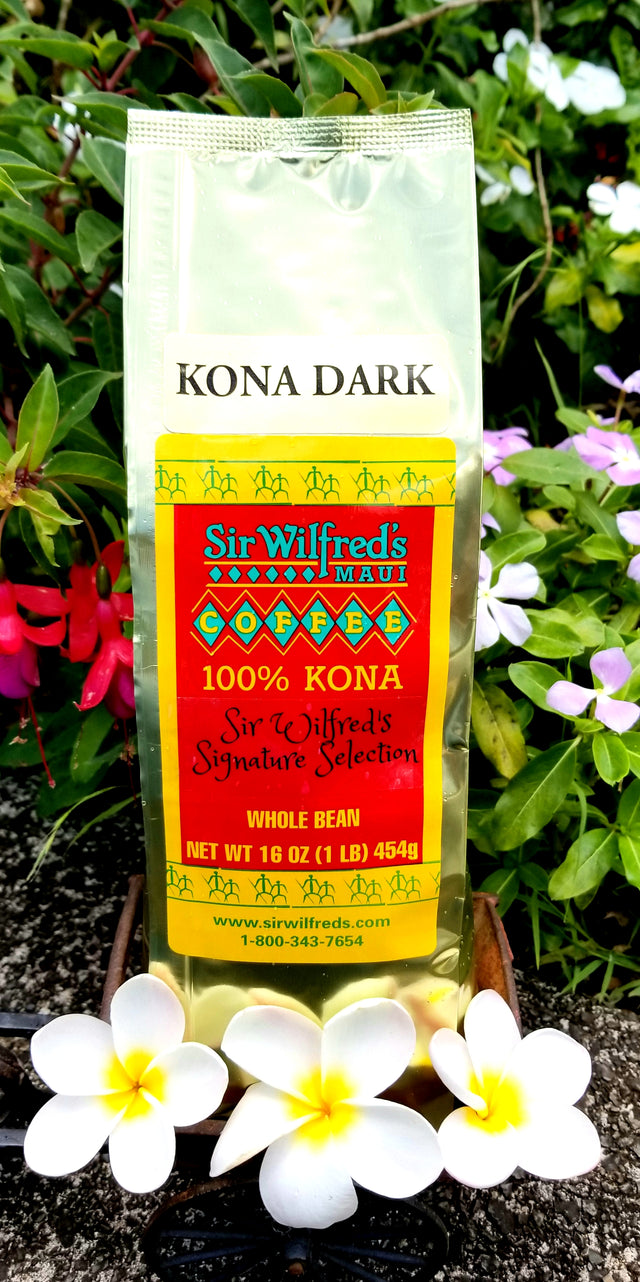 KONA DARK
Sir Wilfred's
MAUI
COFFEE
100% KONA
Sir Wilfred's
Signature Selection
WHOLE BEAN
NET WT 16 OZ (1 LB) 454g
www.sirwilfreds.com
1-800-343-7654